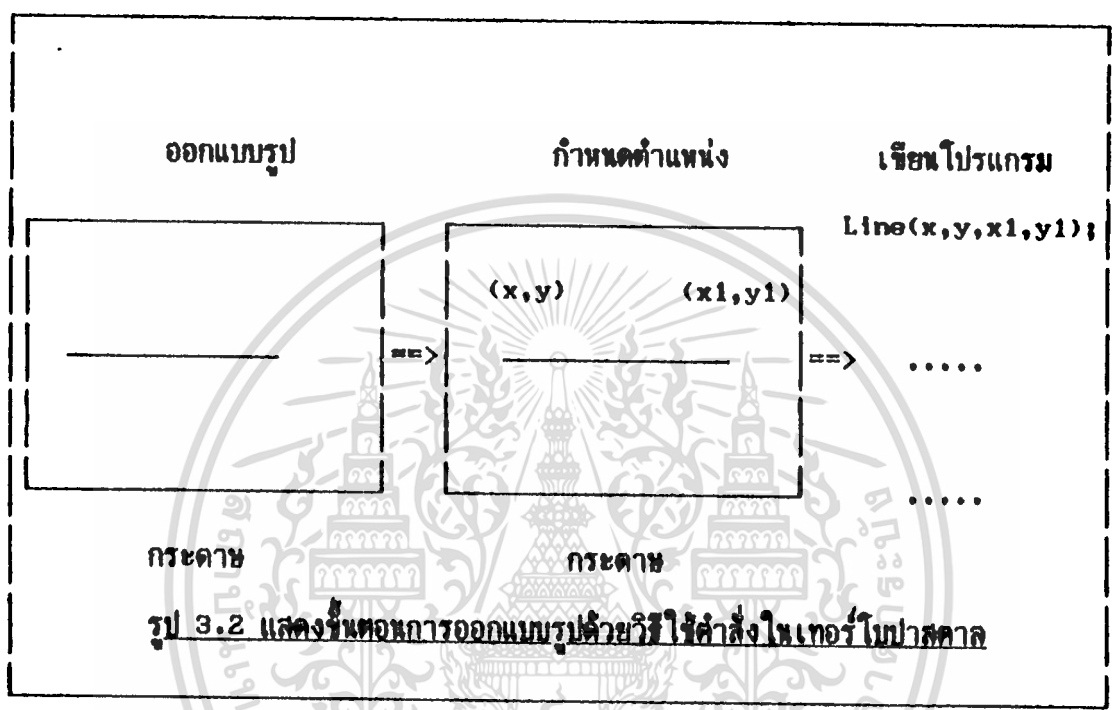 ออกแบบรูป กำหนดตำแหน่ง เขียนโปรแกรม
Line(x,y,x1,y1);
(x,y) (x1,y1)
==> ==> .....
.....
กระดาษ กระดาษ
รูป 3.2 แสดงขั้นตอนการออกแบบรูปด้วยวิธีใช้คำสั่งในเทอร์โบปาสคาล